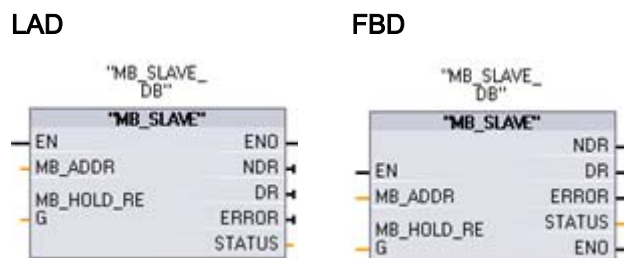 LAD FBD
"MB_SLAVE_
DB"
"MB_SLAVE"
EN ENO
MB_ADDR NDR
MB_HOLD_RE DR
G ERROR
STATUS
"MB_SLAVE_
DB"
"MB_SLAVE"
NDR
EN DR
MB_ADDR ERROR
MB_HOLD_RE STATUS
G ENO